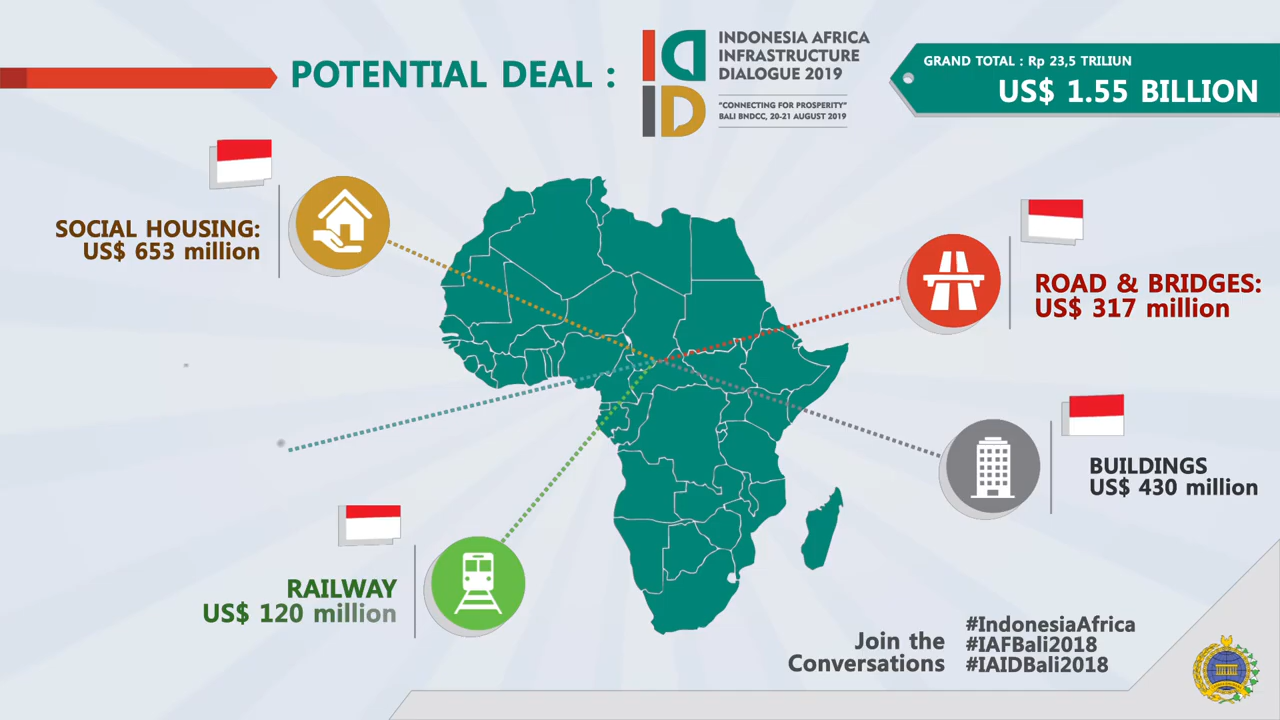 POTENTIAL DEAL :
INDONESIA AFRICA
INFRASTRUCTURE
DIALOGUE 2019
"CONNECTING FOR PROSPERITY"
BALI BNDCC, 20-21 AUGUST 2019
GRAND TOTAL : Rp 23,5 TRILIUN
US$ 1.55 BILLION
SOCIAL HOUSING:
US$ 653 million
ROAD & BRIDGES:
US$ 317 million
BUILDINGS
US$ 430 million
RAILWAY
US$ 120 million
Join the
Conversations
#IndonesiaAfrica
#IAFBali2018
#IAIDBali2018